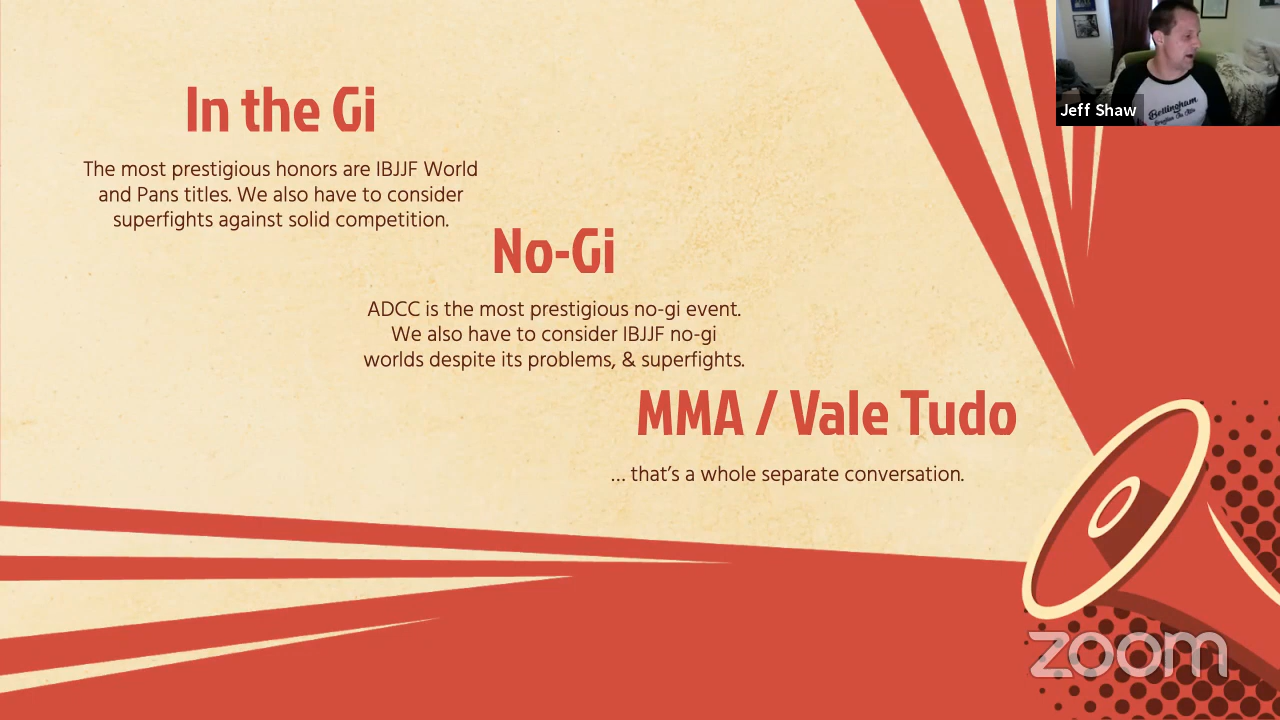 In the Gi
The most prestigious honors are IBJJF World
and Pans titles. We also have to consider
superfights against solid competition.
No-Gi
ADCC is the most prestigious no-gi event.
We also have to consider IBJJF no-gi
worlds despite its problems, & superfights.
MMA / Vale Tudo
... that's a whole separate conversation.
Jeff Shaw
Bellingham
zoom